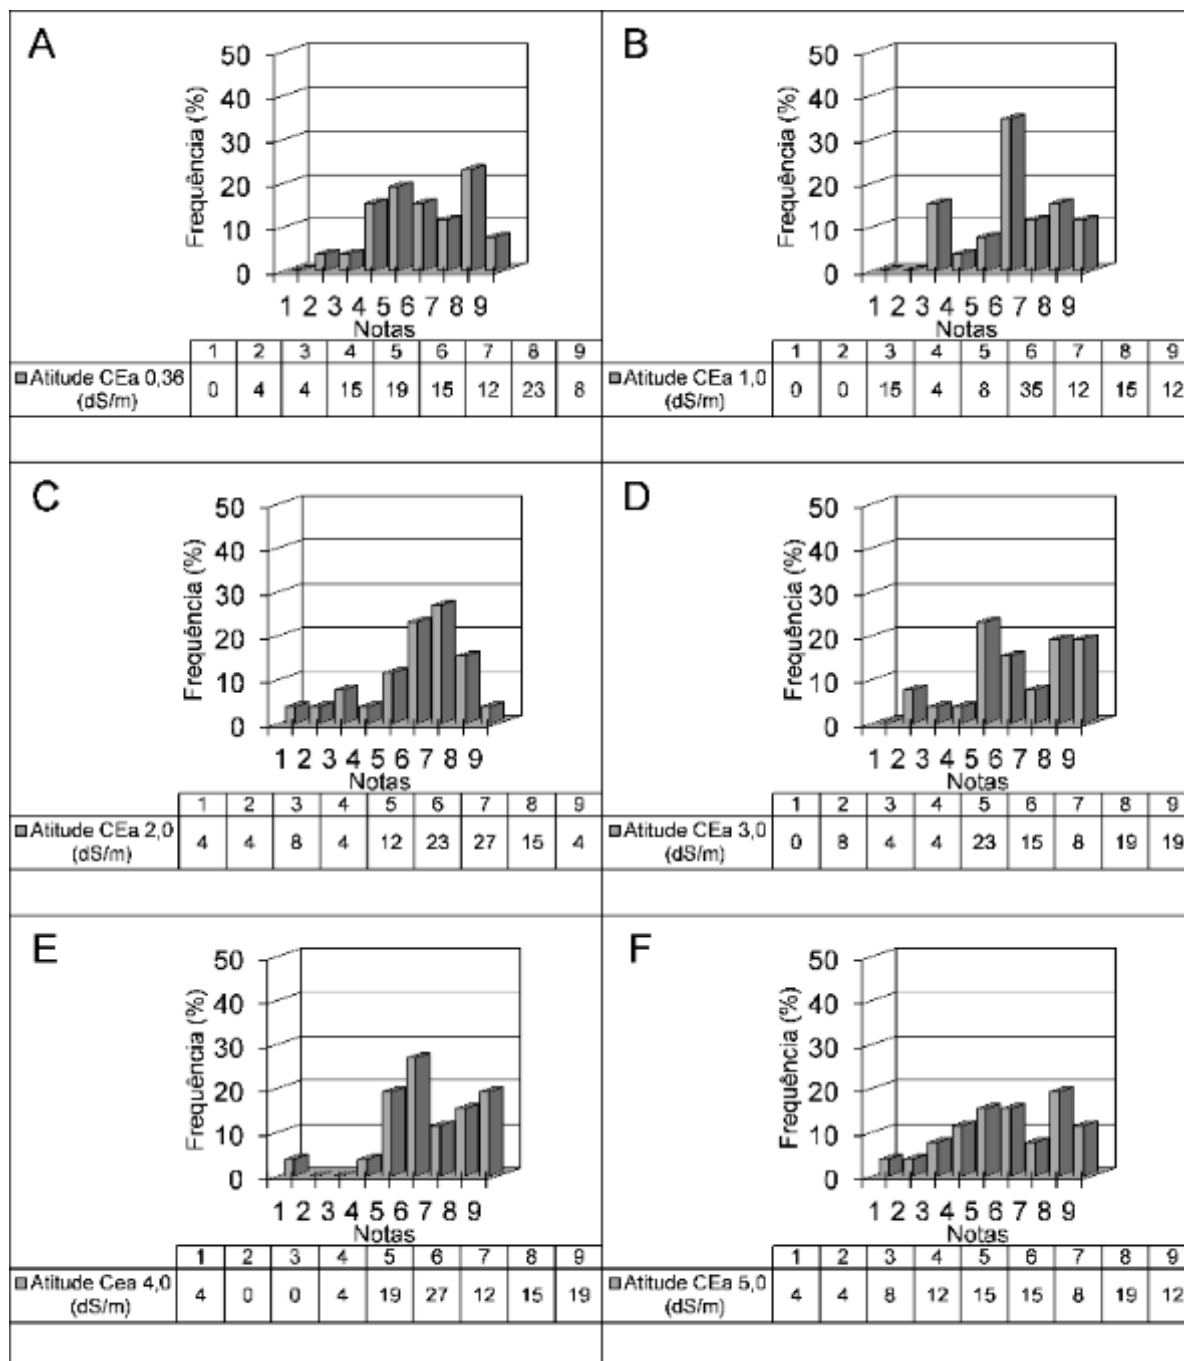 A
50
40
30
20
10
0
Frequência (%)
1 2 3 4 5 6 7 8 9
Notas
1 2 3 4 5 6 7 8 9
Atitude CEa 0,36 (dS/m) 0 4 4 15 19 15 12 23 8
B
50
40
30
20
10
0
Frequência (%)
1 2 3 4 5 6 7 8 9
Notas
1 2 3 4 5 6 7 8 9
Atitude CEa 1,0 (dS/m) 0 0 15 4 8 35 12 15 12
C
50
40
30
20
10
0
Frequência (%)
1 2 3 4 5 6 7 8 9
Notas
1 2 3 4 5 6 7 8 9
Atitude CEa 2,0 (dS/m) 4 4 8 4 12 23 27 15 4
D
50
40
30
20
10
0
Frequência (%)
1 2 3 4 5 6 7 8 9
Notas
1 2 3 4 5 6 7 8 9
Atitude CEa 3,0 (dS/m) 0 8 4 4 23 15 8 19 19
E
50
40
30
20
10
0
Frequência (%)
1 2 3 4 5 6 7 8 9
Notas
1 2 3 4 5 6 7 8 9
Atitude Cea 4,0 (dS/m) 4 0 0 4 19 27 12 15 19
F
50
40
30
20
10
0
Frequência (%)
1 2 3 4 5 6 7 8 9
Notas
1 2 3 4 5 6 7 8 9
Atitude CEa 5,0 (dS/m) 4 4 8 12 15 15 8 19 12